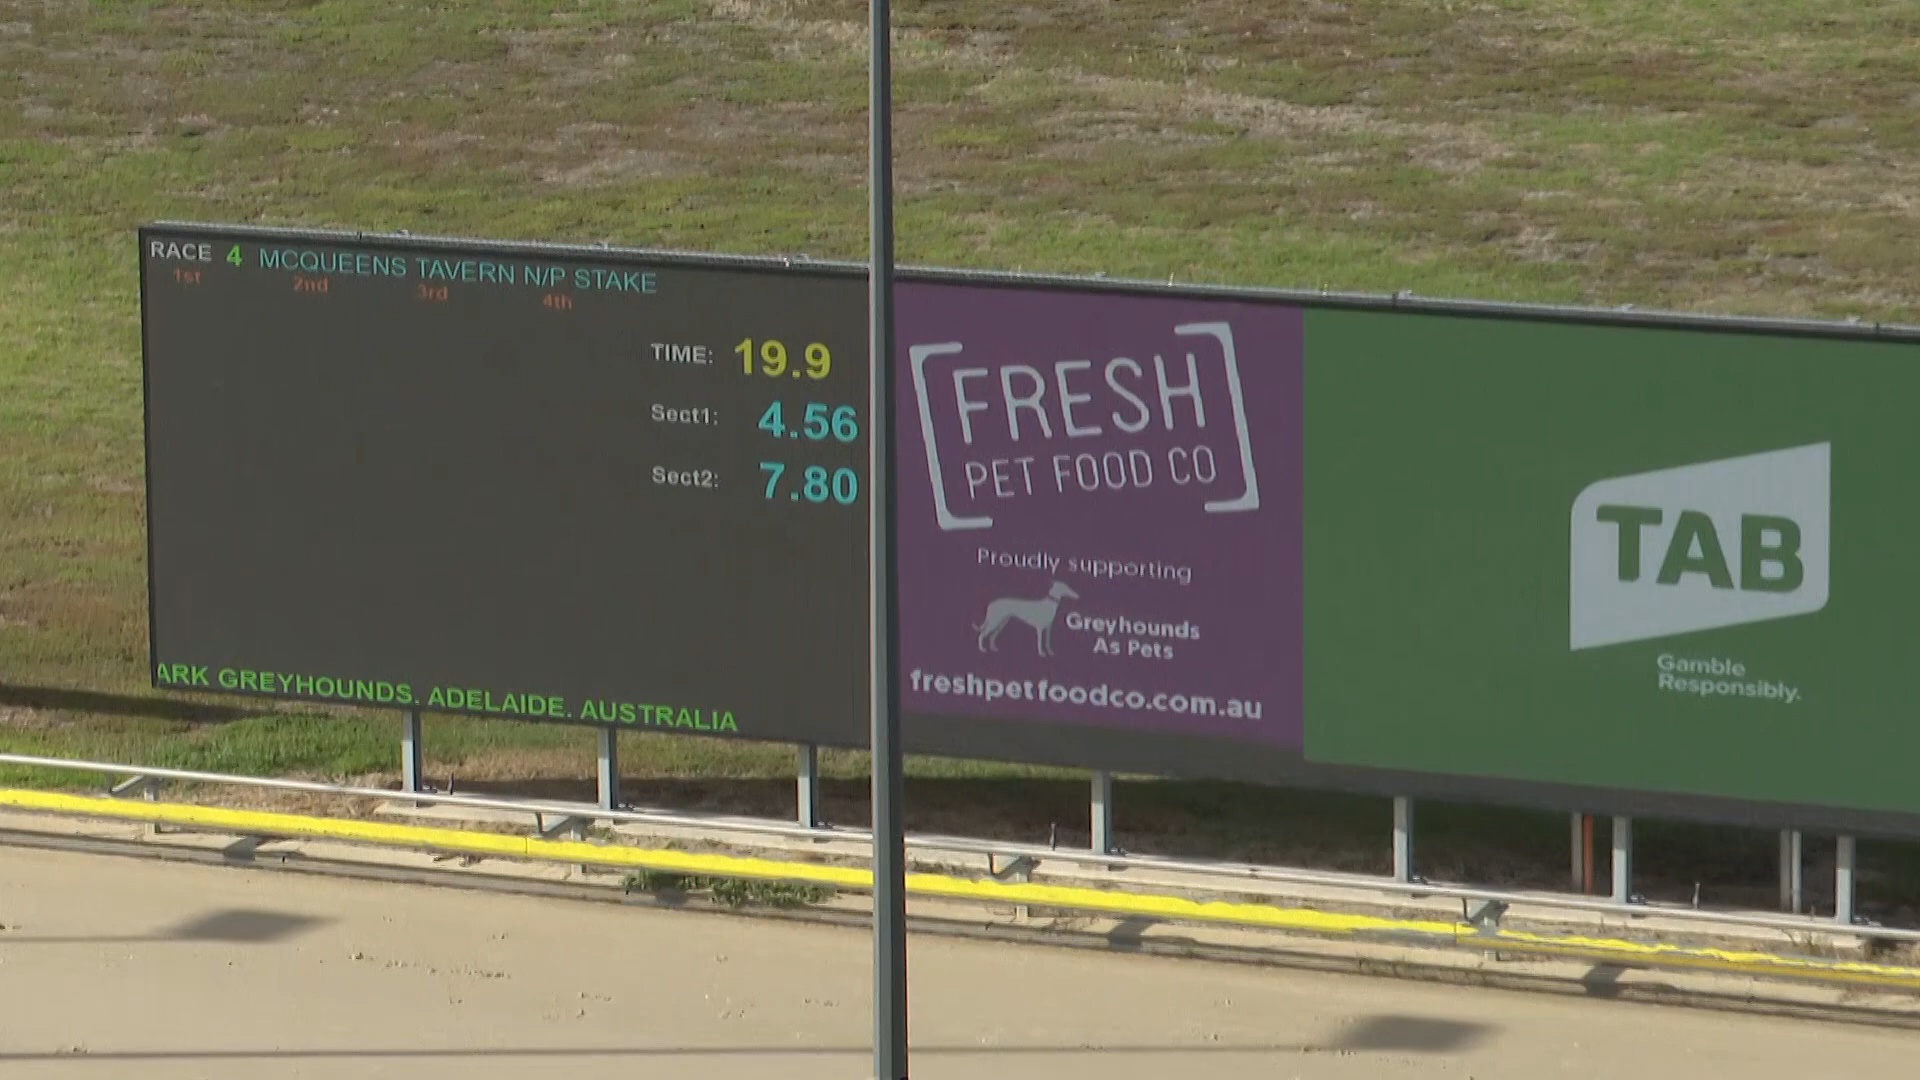 RACE 4 MCQUEENS TAVERN N/P STAKE
1st 2nd 3rd 4th
TIME: 19.9
Sect1: 4.56
Sect2: 7.80
ARK GREYHOUNDS. ADELAIDE. AUSTRALIA
FRESH
PET FOOD CO
Proudly supporting
Greyhounds
As Pets
freshpetfoodco.com.au
TAB
Gamble
Responsibly.